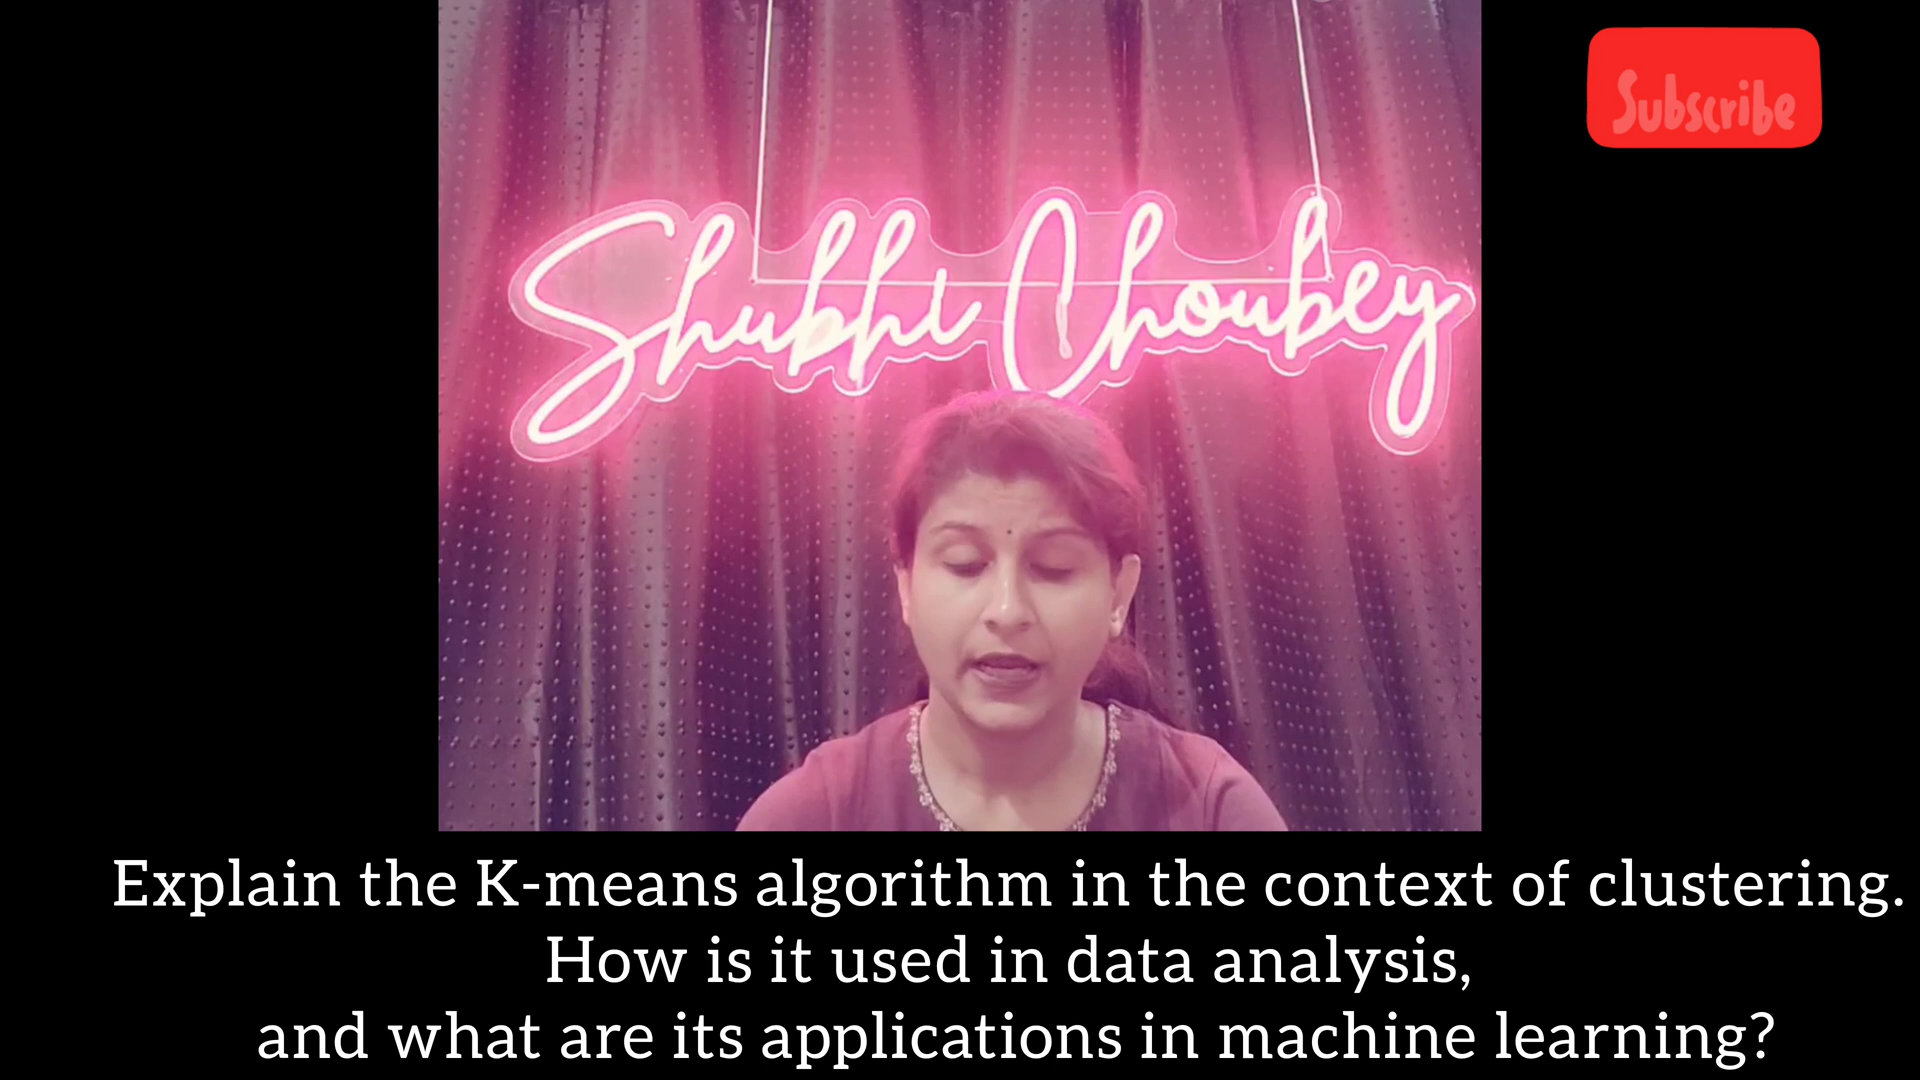 Subscribe
Shubhi Choubey
Explain the K-means algorithm in the context of clustering.
How is it used in data analysis,
and what are its applications in machine learning?